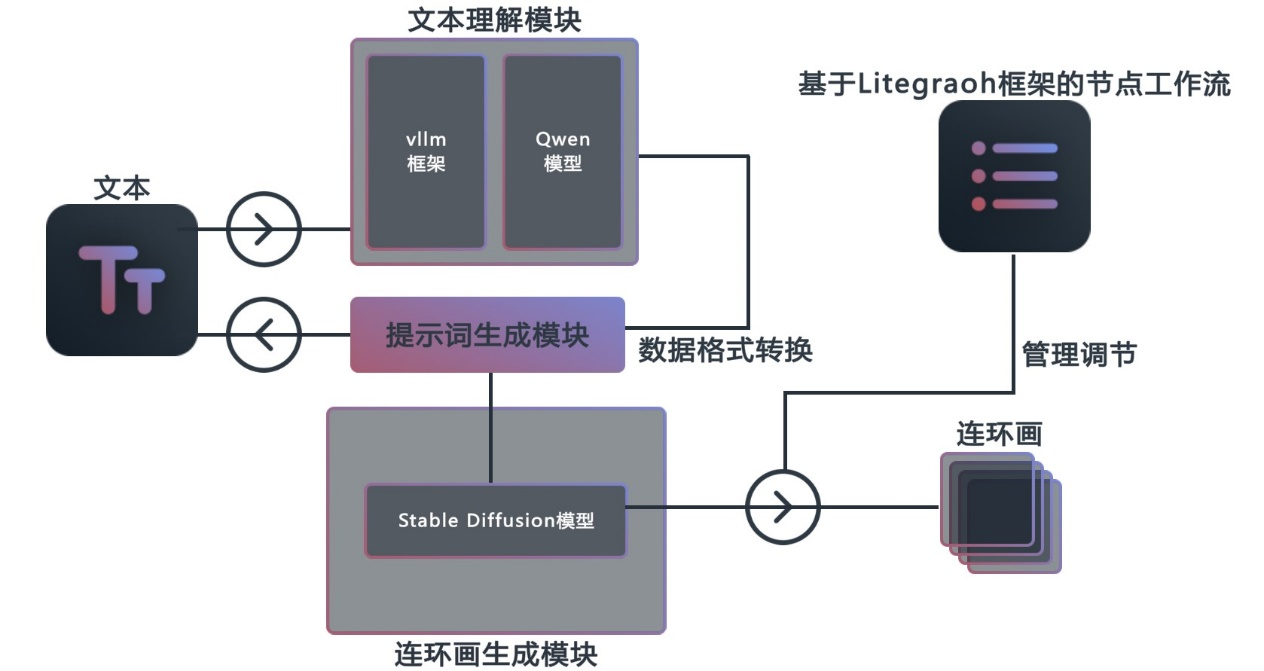 文本理解模块
基于Litegraoh框架的节点工作流
vllm
框架
Qwen
模型
文本
TT
提示词生成模块
数据格式转换
管理调节
连环画
Stable Diffusion模型
连环画生成模块